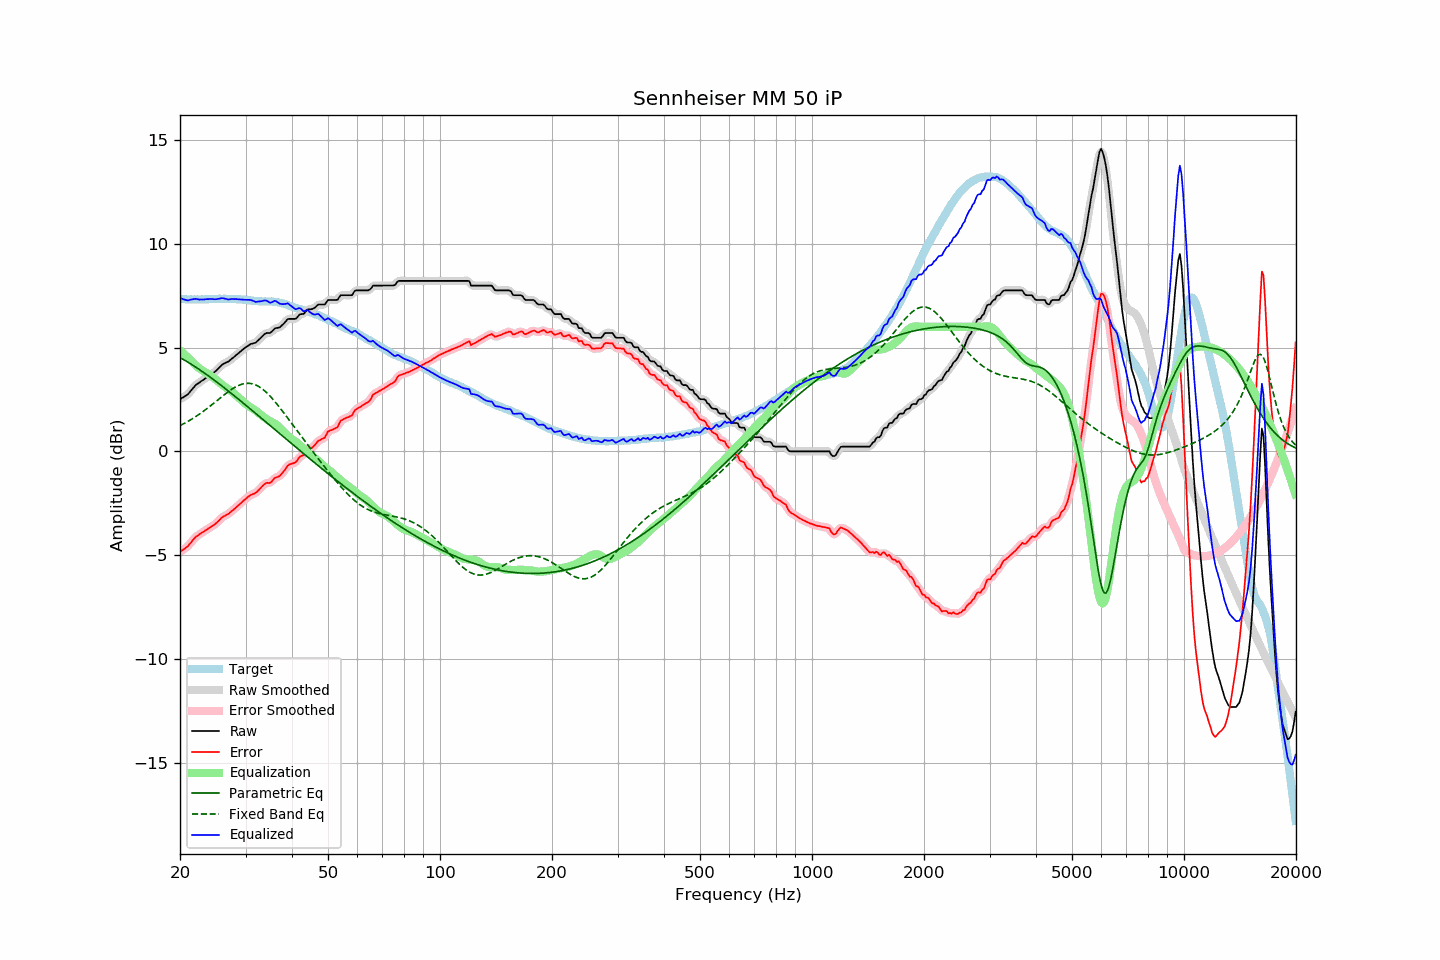 Sennheiser MM 50 iP
Amplitude (dBr)
15
10
5
0
−5
−10
−15
Target
Raw Smoothed
Error Smoothed
Raw
Error
Equalization
Parametric Eq
Fixed Band Eq
Equalized
20
50
100
200
500
1000
2000
5000
10000
20000
Frequency (Hz)